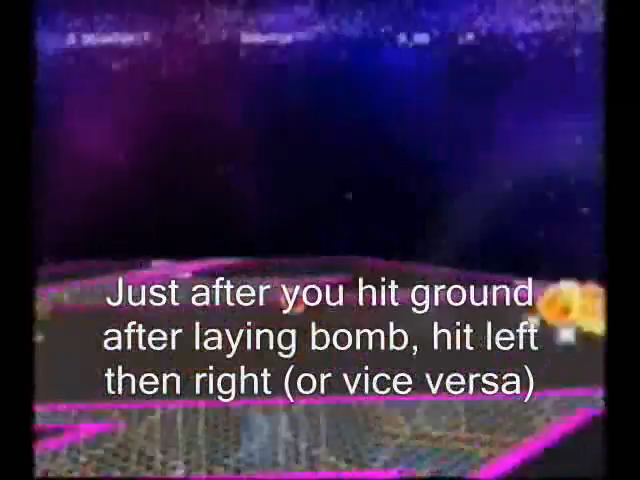 Just after you hit ground
after laying bomb, hit left
then right (or vice versa)